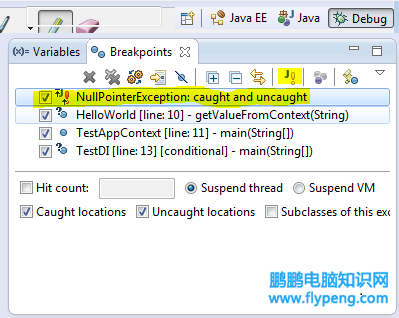 Java EE Java Debug
(x)= Variables Breakpoints
NullPointerException: caught and uncaught
HelloWorld [line: 10] - getValueFromContext(String)
TestAppContext [line: 11] - main(String[])
TestDI [line: 13] [conditional] - main(String[])
Hit count: Suspend thread Suspend VM
Caught locations Uncaught locations Subclasses of this exc
鹏鹏电脑知识网
www.flypeng.com